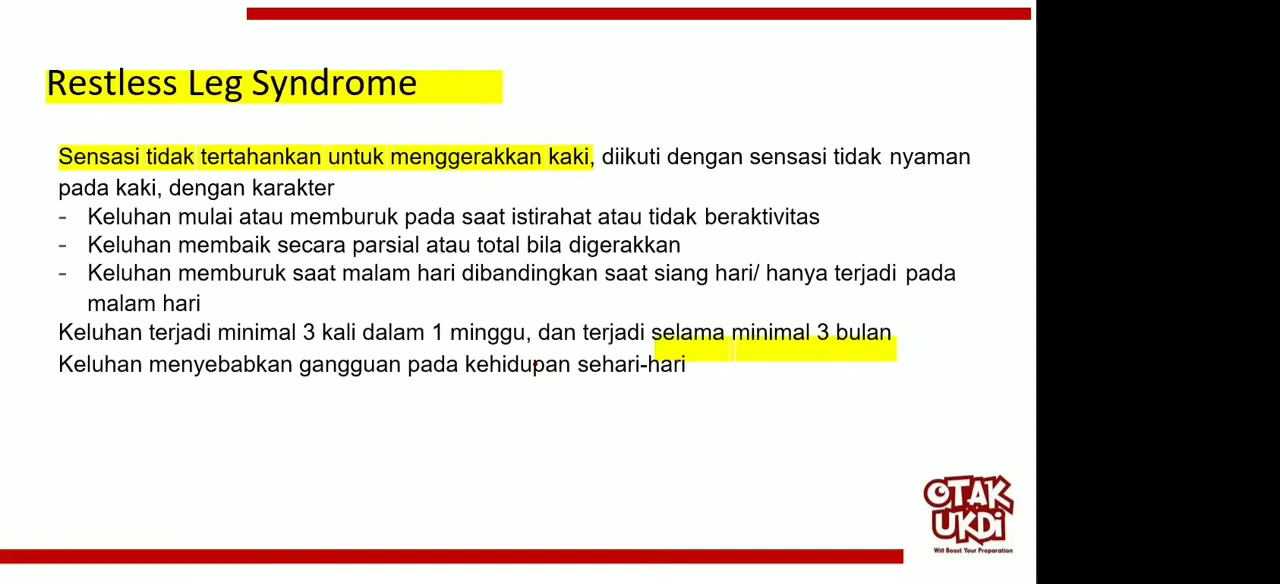 Restless Leg Syndrome
Sensasi tidak tertahankan untuk menggerakkan kaki, diikuti dengan sensasi tidak nyaman
pada kaki, dengan karakter
- Keluhan mulai atau memburuk pada saat istirahat atau tidak beraktivitas
- Keluhan membaik secara parsial atau total bila digerakkan
- Keluhan memburuk saat malam hari dibandingkan saat siang hari/ hanya terjadi pada
malam hari
Keluhan terjadi minimal 3 kali dalam 1 minggu, dan terjadi selama minimal 3 bulan
Keluhan menyebabkan gangguan pada kehidupan sehari-hari
OTAK
UKDI
Will Boost Your Preparation